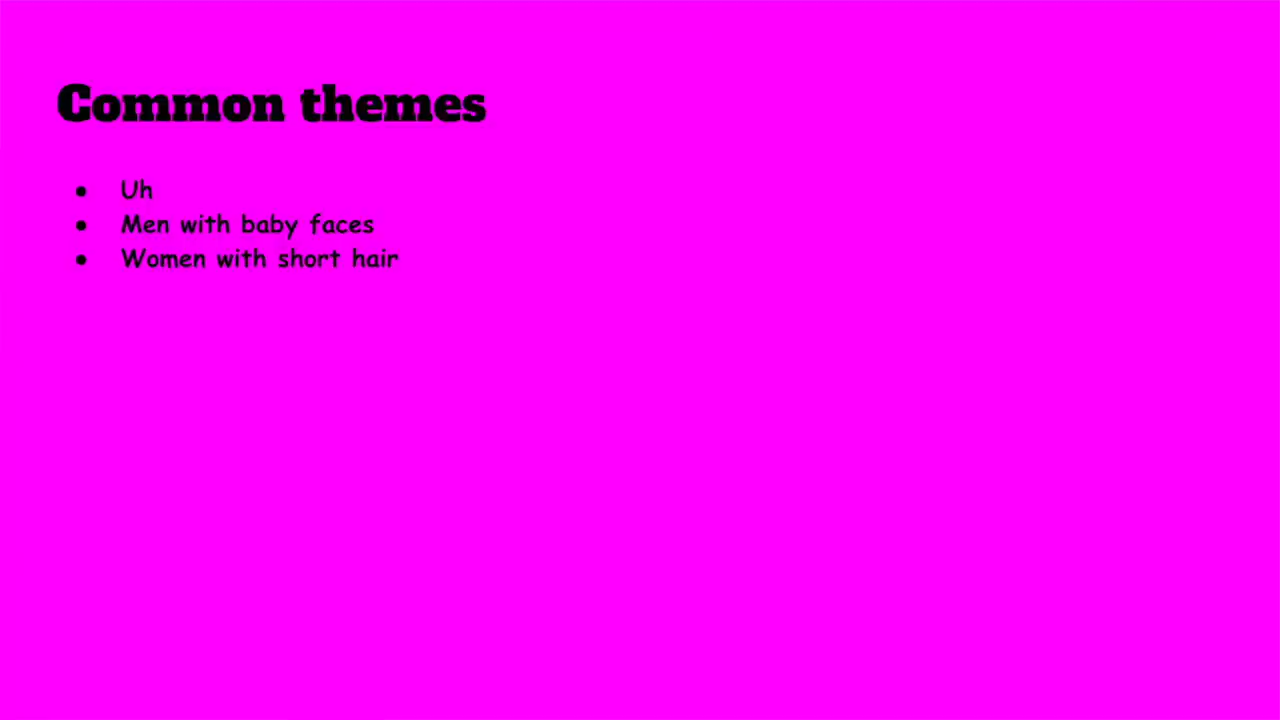 Common themes
● Uh
● Men with baby faces
● Women with short hair